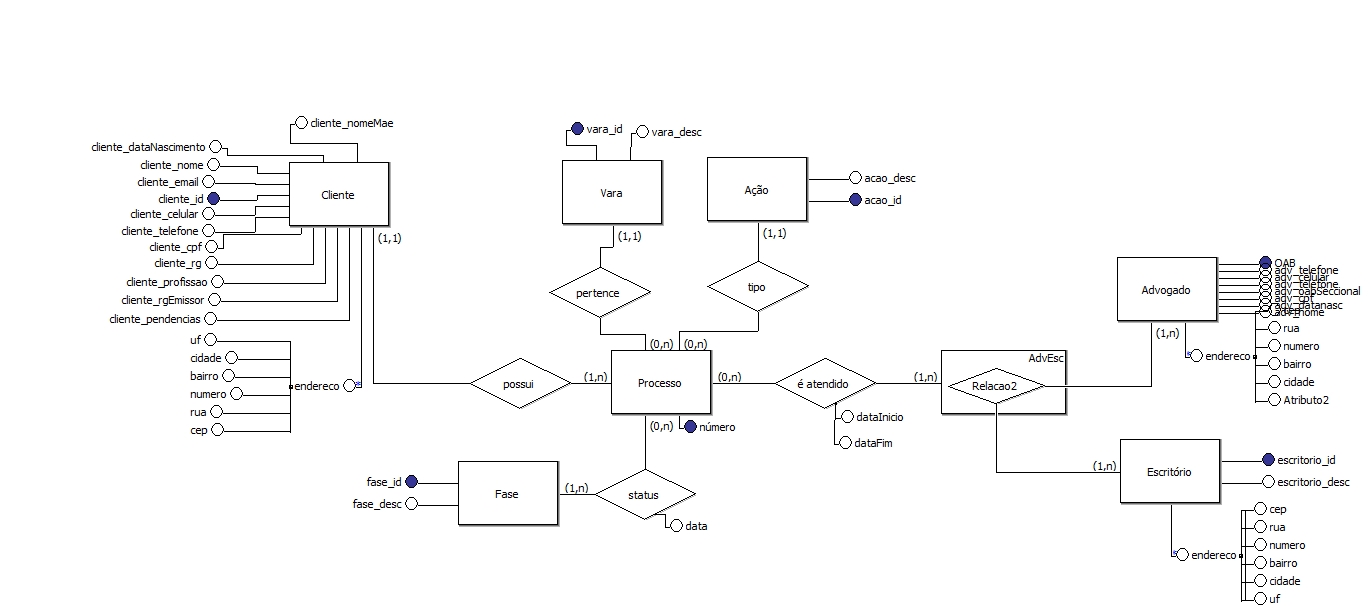 cliente_nomeMae
cliente_dataNascimento
cliente_nome
cliente_email
cliente_id
cliente_celular
cliente_telefone
cliente_cpf
cliente_rg
cliente_profissao
cliente_rgEmissor
cliente_pendencias
uf
cidade
bairro
numero
rua
cep
endereco
Cliente
(1,1)
possui
(1,n)
vara_id
vara_desc
Vara
(1,1)
pertence
(0,n)
Ação
acao_desc
acao_id
(1,1)
tipo
(0,n)
Processo
número
(0,n)
é atendido
dataInicio
dataFim
(1,n)
AdvEsc
Relacao2
(0,n)
status
data
(1,n)
Fase
fase_id
fase_desc
Advogado
OAB
adv_telefone
adv_celular
adv_telefone
adv_oabSeccional
adv_cpf
adv_datanasc
adv_nome
(1,n)
endereco
rua
numero
bairro
cidade
Atributo2
(1,n)
Escritório
escritorio_id
escritorio_desc
endereco
cep
rua
numero
bairro
cidade
uf